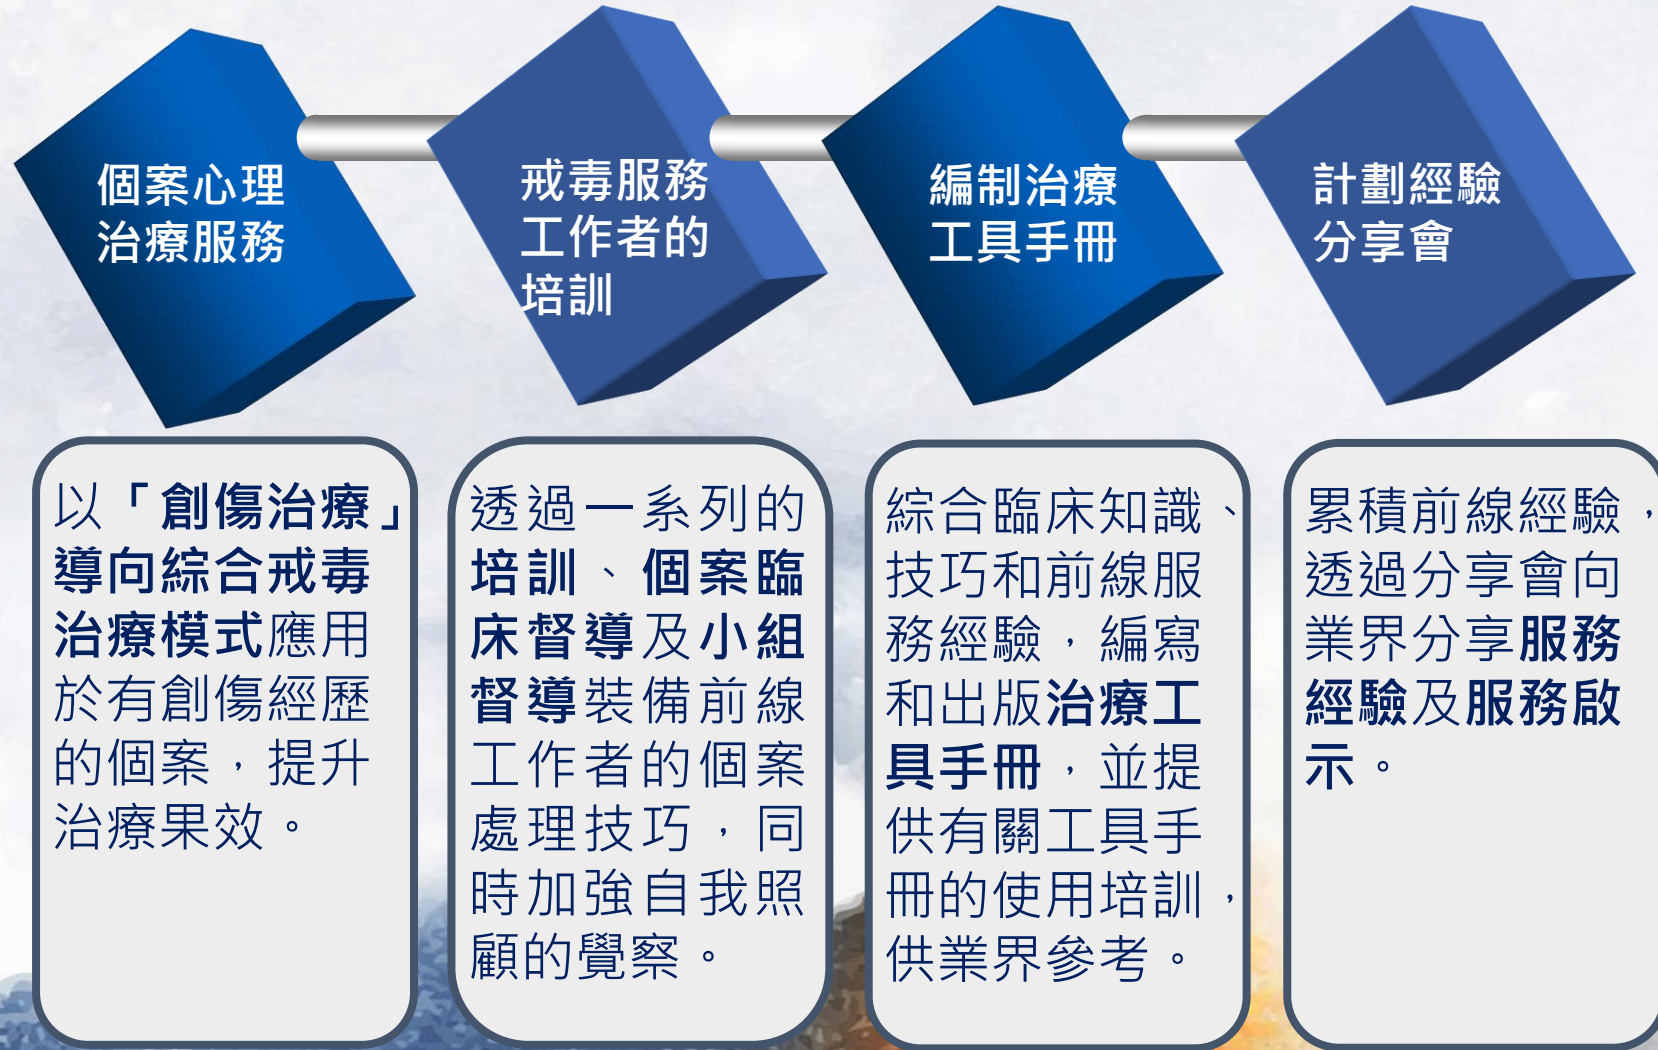 個案心理
治療服務
戒毒服務
工作者的
培訓
編制治療
工具手冊
計劃經驗
分享會
以「創傷治療」
導向綜合戒毒
治療模式應用
於有創傷經歷
的個案，提升
治療果效。
透過一系列的
培訓、個案臨
床督導及小組
督導裝備前線
工作者的個案
處理技巧，同
時加強自我照
顧的覺察。
綜合臨床知識、
技巧和前線服
務經驗，編寫
和出版治療工
具手冊，並提
供有關工具手
冊的使用培訓，
供業界參考。
累積前線經驗，
透過分享會向
業界分享服務
經驗及服務啟
示。